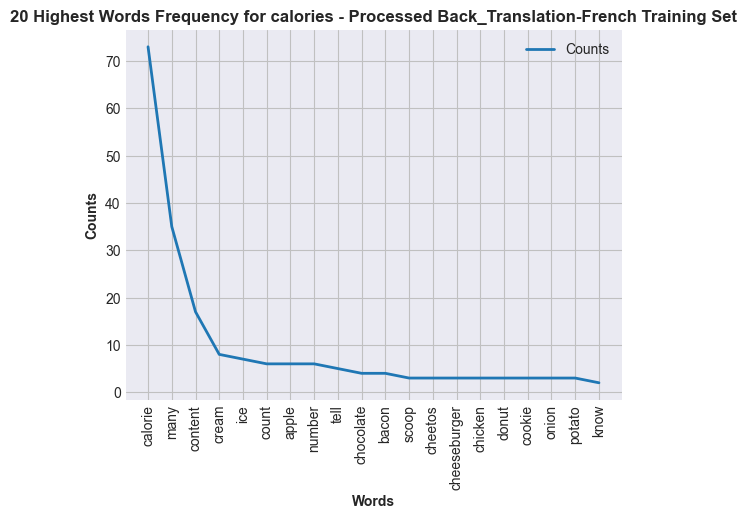 20 Highest Words Frequency for calories - Processed Back_Translation-French Training Set
Counts
70
60
50
40
30
20
10
0
Counts
calorie
many
content
cream
ice
count
apple
number
tell
chocolate
bacon
scoop
cheetos
cheeseburger
chicken
donut
cookie
onion
potato
know
Words